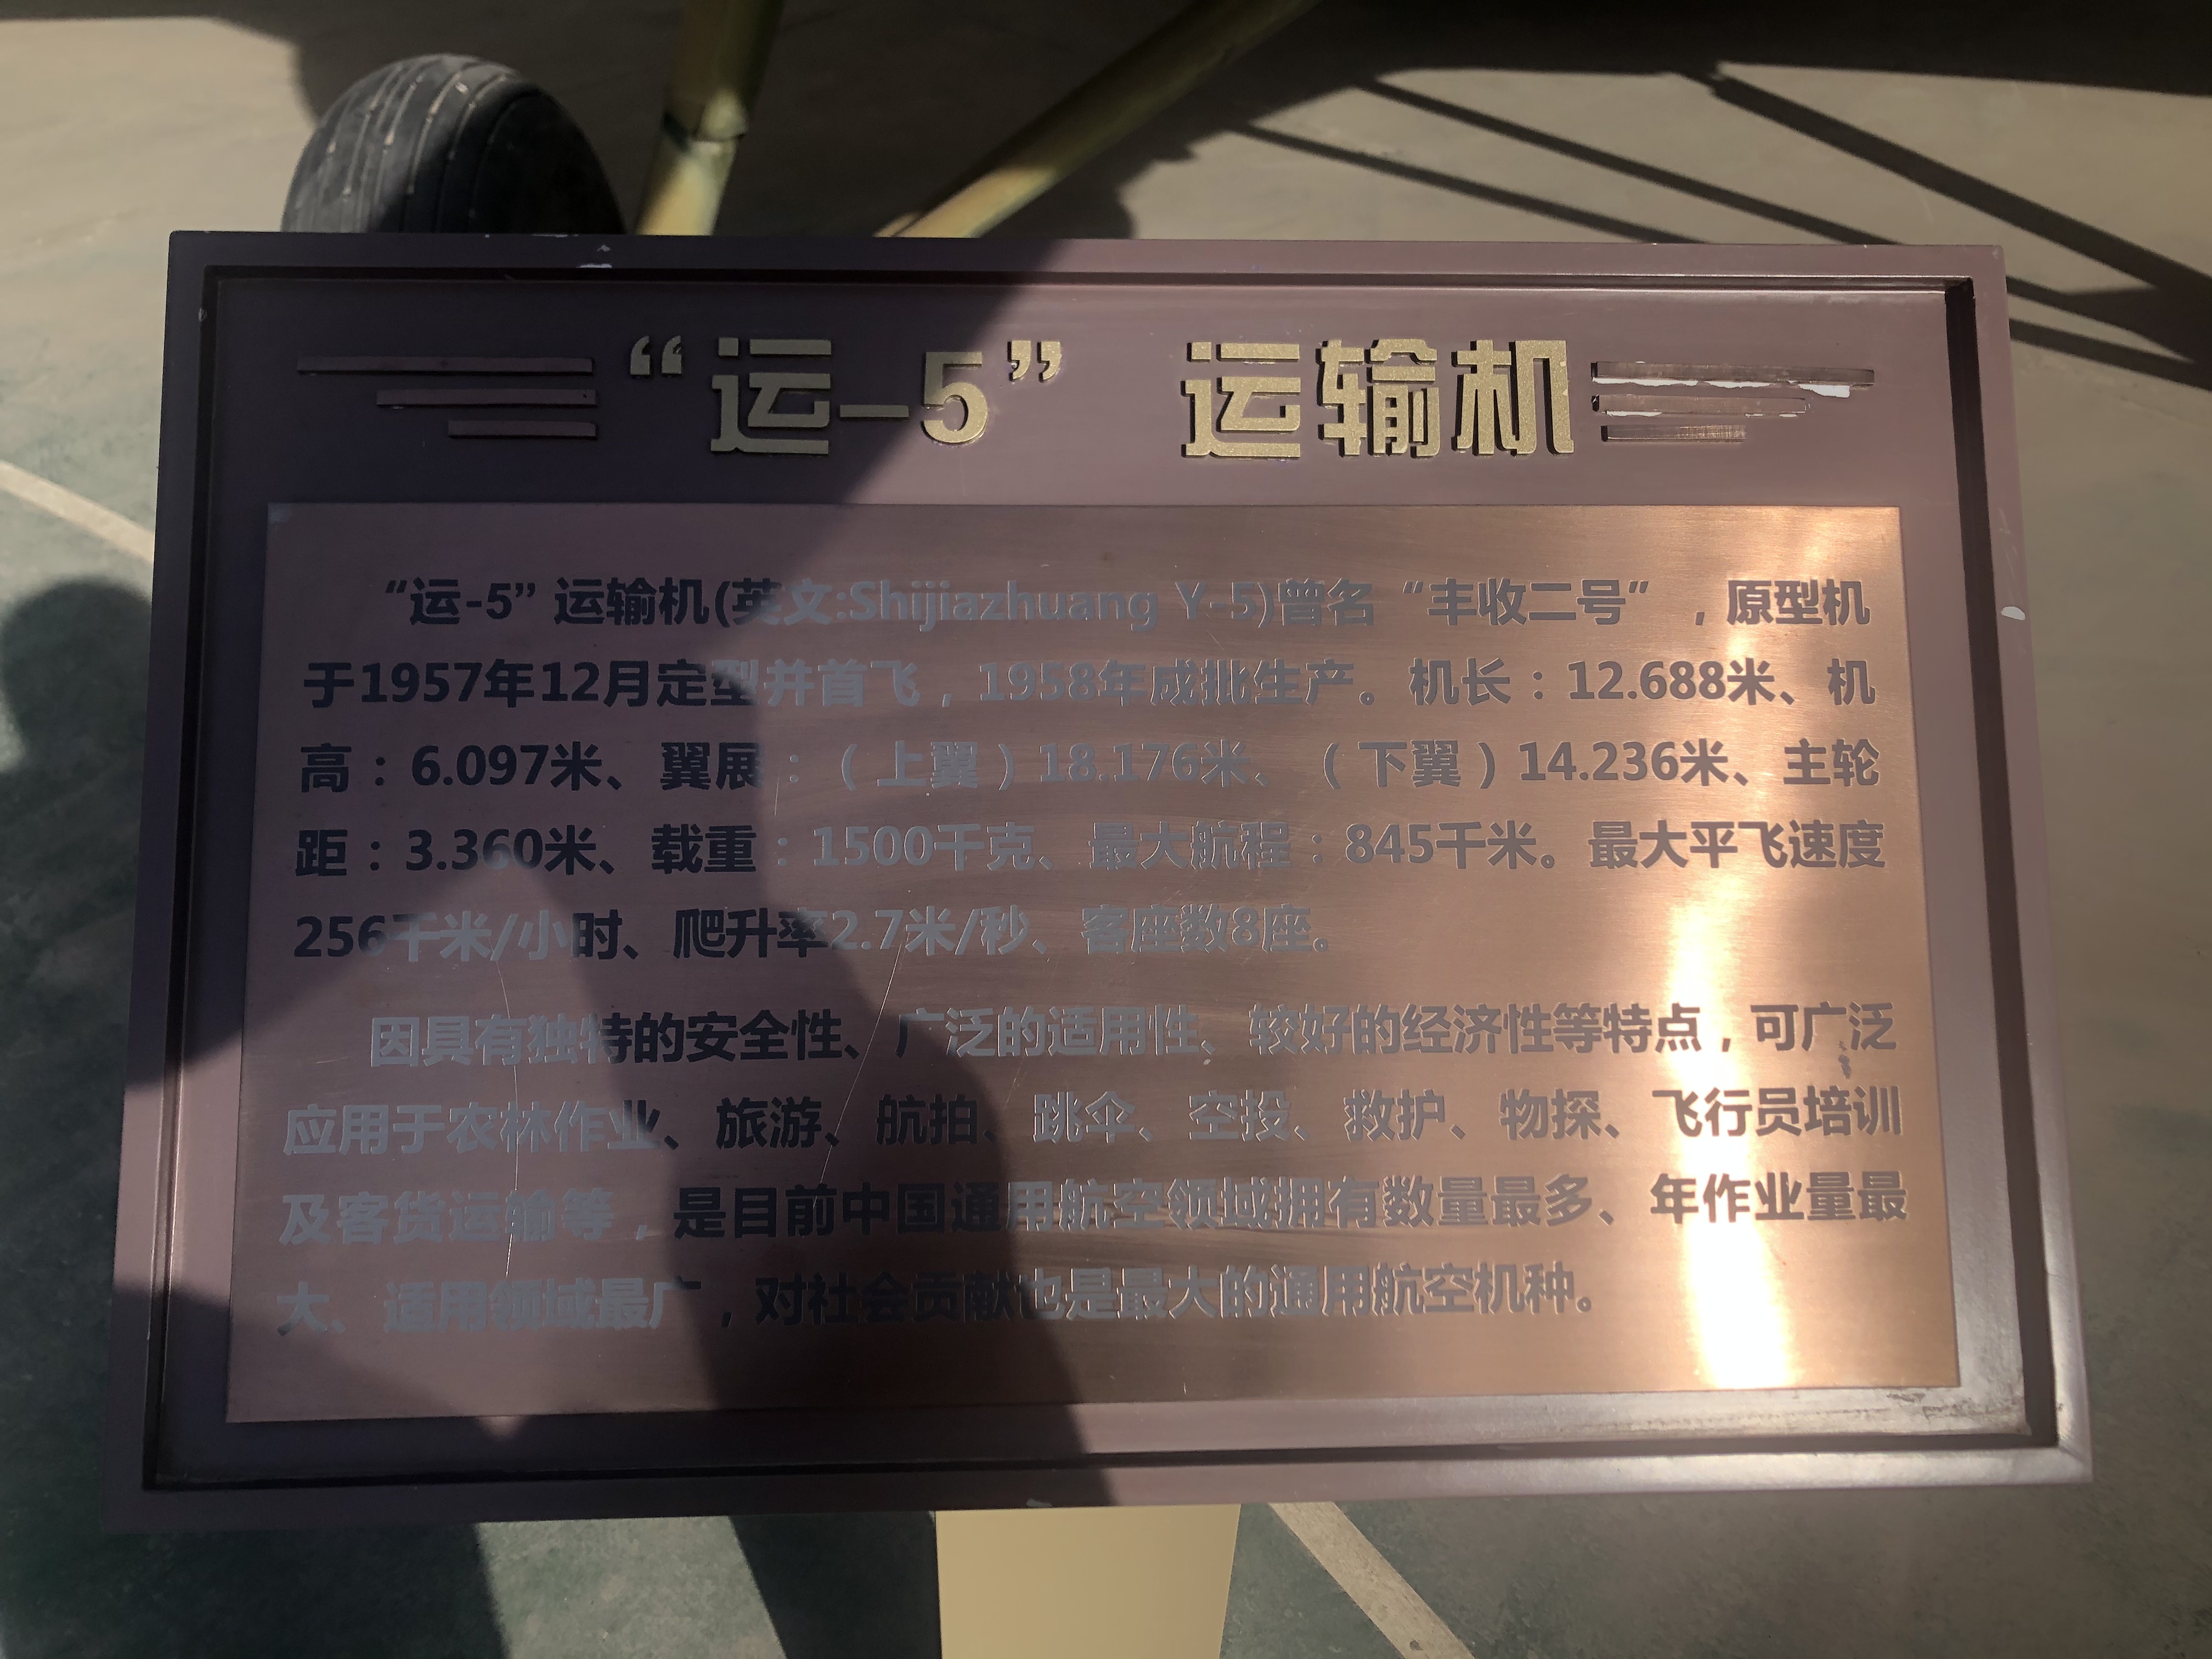 “运-5” 运输机
“运-5”运输机(英文:Shijiazhuang Y-5)曾名“丰收二号”，原型机
于1957年12月定型并首飞，1958年成批生产。机长：12.688米、机
高：6.097米、翼展：（上翼）18.176米、（下翼）14.236米、主轮
距：3.360米、载重：1500千克、最大航程：845千米。最大平飞速度
256千米/小时、爬升率2.7米/秒、客座数8座。
因具有独特的安全性、广泛的适用性、较好的经济性等特点，可广泛
应用于农林作业、旅游、航拍、跳伞、空投、救护、物探、飞行员培训
及客货运输等，是目前中国通用航空领域拥有数量最多、年作业量最
大、适用领域最广，对社会贡献也是最大的通用航空机种。